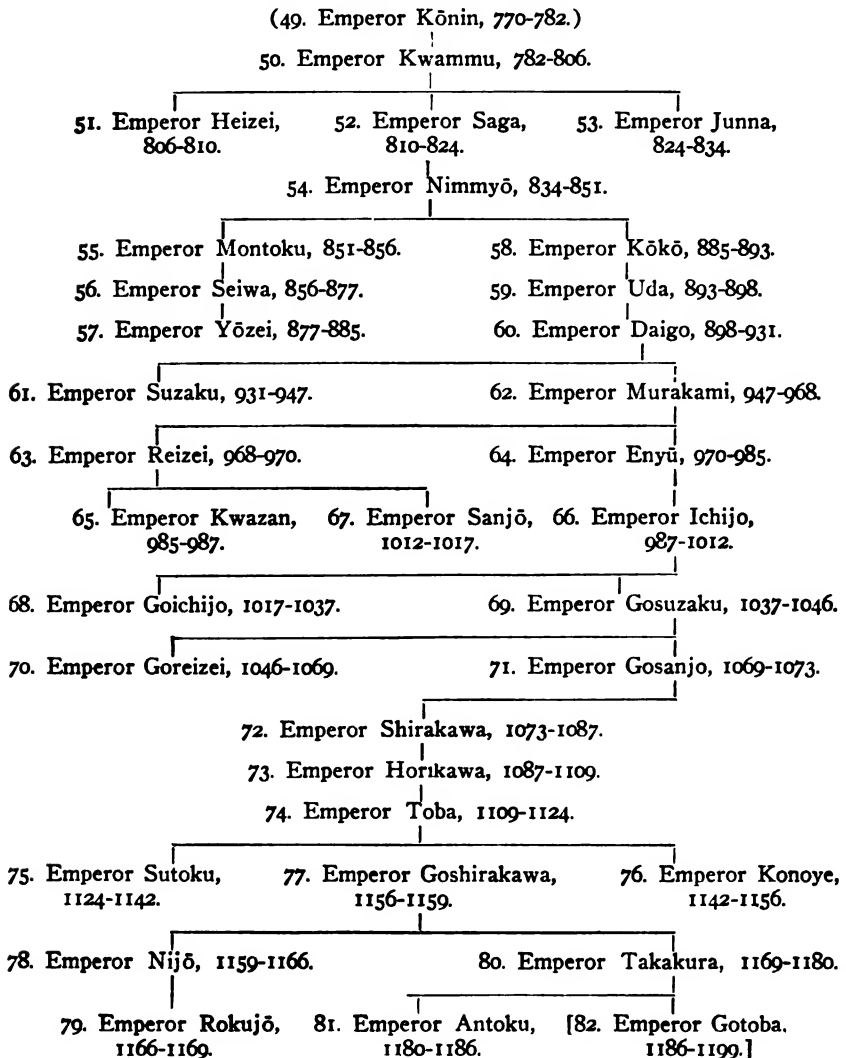 (49. Emperor Kōnin, 770-782.)
50. Emperor Kwammu, 782-806.
51. Emperor Heizei, 52. Emperor Saga, 53. Emperor Junna,
806-810. 810-824. 824-834.
54. Emperor Nimmyō, 834-851.
55. Emperor Montoku, 851-856. 58. Emperor Kōkō, 885-893.
56. Emperor Seiwa, 856-877. 59. Emperor Uda, 893-898.
57. Emperor Yōzei, 877-885. 60. Emperor Daigo, 898-931.
61. Emperor Suzaku, 931-947. 62. Emperor Murakami, 947-968.
63. Emperor Reizei, 968-970. 64. Emperor Enyū, 970-985.
65. Emperor Kwazan, 67. Emperor Sanjō, 66. Emperor Ichijo,
985-987. 1012-1017. 987-1012.
68. Emperor Goichijo, 1017-1037. 69. Emperor Gosuzaku, 1037-1046.
70. Emperor Goreizei, 1046-1069. 71. Emperor Gosanjo, 1069-1073.
72. Emperor Shirakawa, 1073-1087.
73. Emperor Horikawa, 1087-1109.
74. Emperor Toba, 1109-1124.
75. Emperor Sutoku, 77. Emperor Goshirakawa, 76. Emperor Konoye,
1124-1142. 1156-1159. 1142-1156.
78. Emperor Nijō, 1159-1166. 80. Emperor Takakura, 1169-1180.
79. Emperor Rokujō, 81. Emperor Antoku, [82. Emperor Gotoba.
1166-1169. 1180-1186. 1186-1199.]